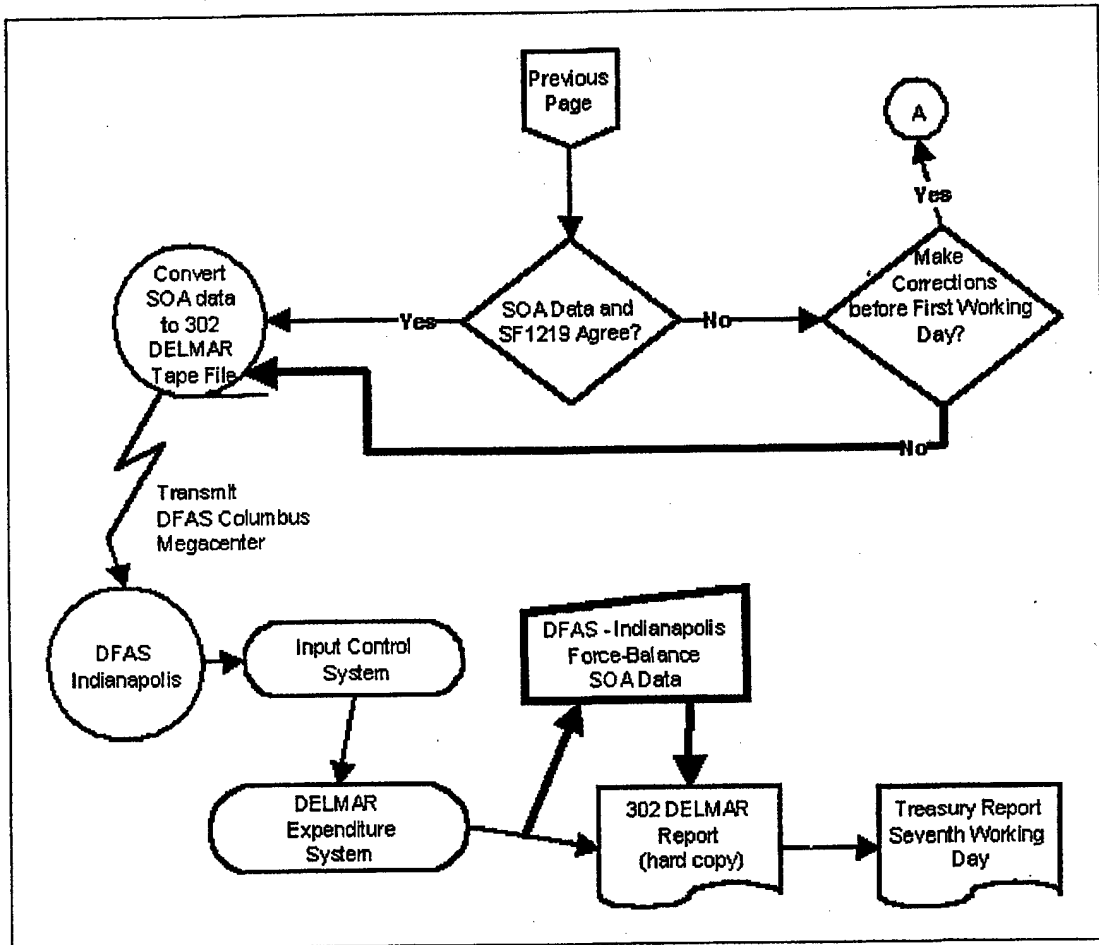 Previous
Page
A
Yes
Make
Corrections
before First Working
Day?
SOA Data and
SF1219 Agree?
No
Yes
Convert
SOA data
to 302
DELMAR
Tape File
No
Transmit
DFAS Columbus
Megacenter
DFAS
Indianapolis
Input Control
System
DFAS - Indianapolis
Force-Balance
SOA Data
DELMAR
Expenditure
System
302 DELMAR
Report
(hard copy)
Treasury Report
Seventh Working
Day